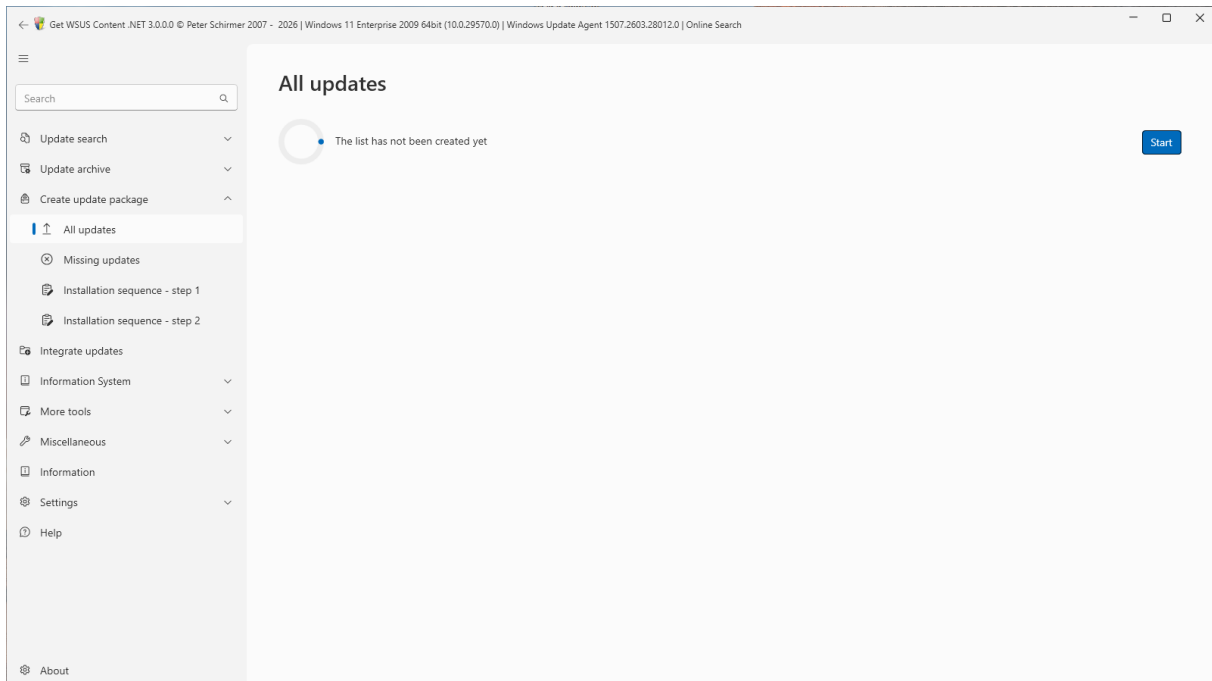 Get WSUS Content .NET 3.0.0.0 © Peter Schirmer 2007 -  2026 | Windows 11 Enterprise 2009 64bit (10.0.29570.0) | Windows Update Agent 1507.2603.28012.0 | Online Search
Search
Update search
Update archive
Create update package
All updates
Missing updates
Installation sequence - step 1
Installation sequence - step 2
Integrate updates
Information System
More tools
Miscellaneous
Information
Settings
Help
About
All updates
The list has not been created yet
Start